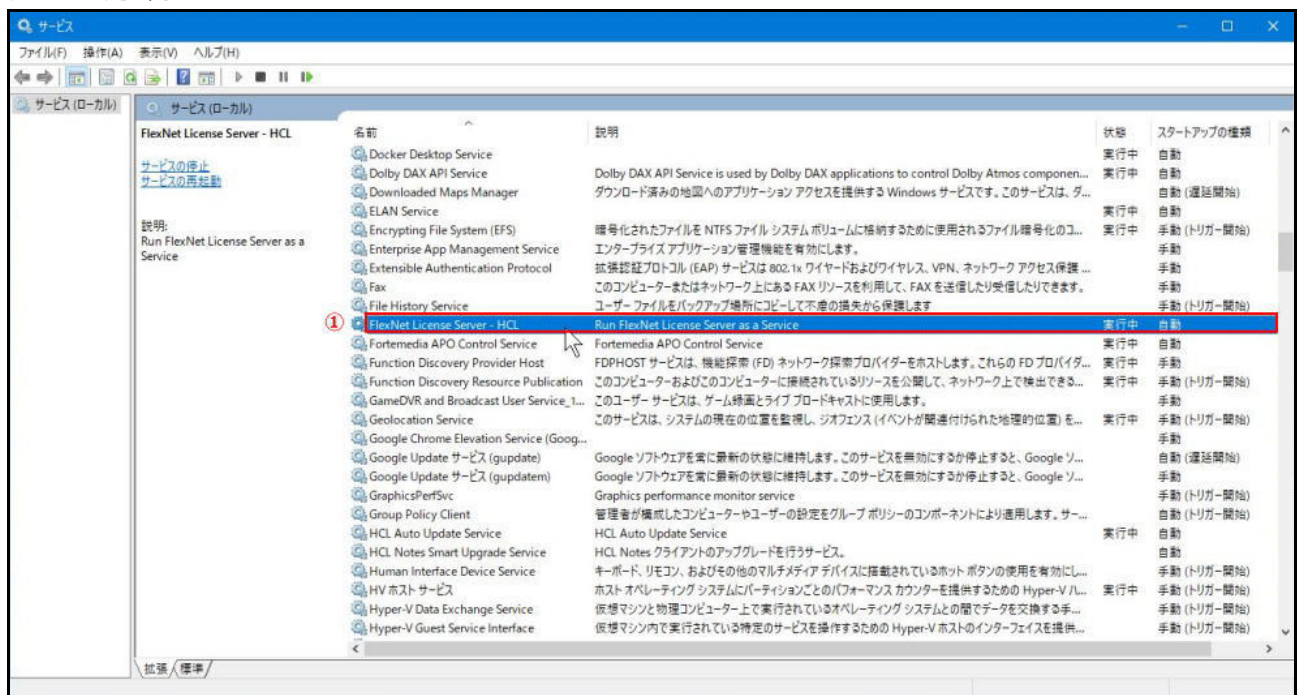 サービス
ファイル(F) 操作(A) 表示(V) ヘルプ(H)
サービス (ローカル)
サービス (ローカル)
FlexNet License Server - HCL
サービスの停止
サービスの再起動
説明:
Run FlexNet License Server as a
Service
名前 説明 状態 スタートアップの種類
Docker Desktop Service 実行中 自動
Dolby DAX API Service Dolby DAX API Service is used by Dolby DAX applications to control Dolby Atmos componen... 実行中 自動
Downloaded Maps Manager ダウンロード済みの地図へのアプリケーション アクセスを提供する Windows サービスです。このサービスは、ダ... 自動 (遅延開始)
ELAN Service 実行中 自動
Encrypting File System (EFS) 暗号化されたファイルを NTFS ファイル システム ボリュームに格納するために使用されるファイル暗号化のコ... 実行中 手動 (トリガー開始)
Enterprise App Management Service エンタープライズ アプリケーション管理機能を有効にします。 手動
Extensible Authentication Protocol 拡張認証プロトコル (EAP) サービスは 802.1x ワイヤードおよびワイヤレス、VPN、ネットワーク アクセス保護 ... 手動
Fax このコンピューターまたはネットワーク上にある FAX リソースを利用して、FAX を送信したり受信したりできます。 手動
File History Service ユーザー ファイルをバックアップ場所にコピーして不慮の損失から保護します 手動 (トリガー開始)
① FlexNet License Server - HCL Run FlexNet License Server as a Service 実行中 自動
Fortemedia APO Control Service Fortemedia APO Control Service 実行中 自動
Function Discovery Provider Host FDPHOST サービスは、機能探索 (FD) ネットワーク探索プロバイダーをホストします。これらの FD プロバイダ... 実行中 手動
Function Discovery Resource Publication このコンピューターおよびこのコンピューターに接続されているリソースを公開して、ネットワーク上で検出できる... 実行中 手動 (トリガー開始)
GameDVR and Broadcast User Service_1... このユーザー サービスは、ゲーム録画とライブ ブロードキャストに使用します。 手動
Geolocation Service このサービスは、システムの現在の位置を監視し、ジオフェンス (イベントが関連付けられた地理的位置) を... 実行中 手動 (トリガー開始)
Google Chrome Elevation Service (Goog... 手動
Google Update サービス (gupdate) Google ソフトウェアを常に最新の状態に維持します。このサービスを無効にするか停止すると、Google ソ... 自動 (遅延開始)
Google Update サービス (gupdatem) Google ソフトウェアを常に最新の状態に維持します。このサービスを無効にするか停止すると、Google ソ... 手動
GraphicsPerfSvc Graphics performance monitor service 手動 (トリガー開始)
Group Policy Client 管理者が構成したコンピューターやユーザーの設定をグループ ポリシーのコンポーネントにより適用します。サー... 自動 (トリガー開始)
HCL Auto Update Service HCL Auto Update Service 実行中 自動
HCL Notes Smart Upgrade Service HCL Notes クライアントのアップグレードを行うサービス。 自動
Human Interface Device Service キーボード、リモコン、およびその他のマルチメディア デバイスに搭載されているホット ボタンの使用を有効にし... 手動 (トリガー開始)
HV ホスト サービス ホスト オペレーティング システムにパーティションごとのパフォーマンス カウンターを提供するための Hyper-V ハ... 実行中 手動 (トリガー開始)
Hyper-V Data Exchange Service 仮想マシンと物理コンピューター上で実行されているオペレーティング システムとの間でデータを交換する手... 手動 (トリガー開始)
Hyper-V Guest Service Interface 仮想マシン内で実行されている特定のサービスを操作するための Hyper-V ホストのインターフェイスを提供... 手動 (トリガー開始)
拡張 標準